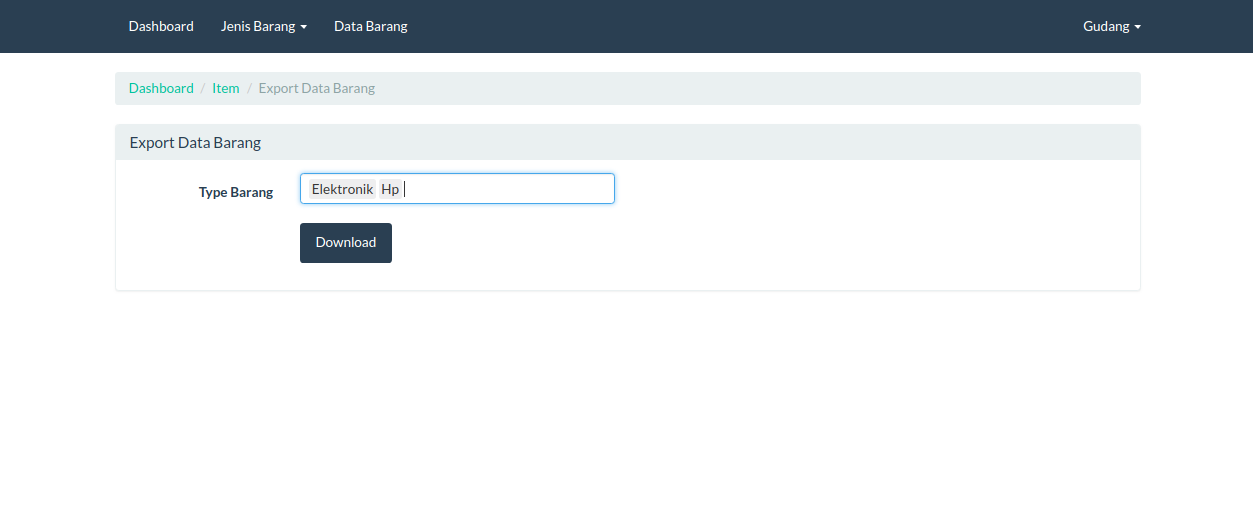 Dashboard Jenis Barang Data Barang Gudang
Dashboard / Item / Export Data Barang
Export Data Barang
Type Barang Elektronik Hp
Download